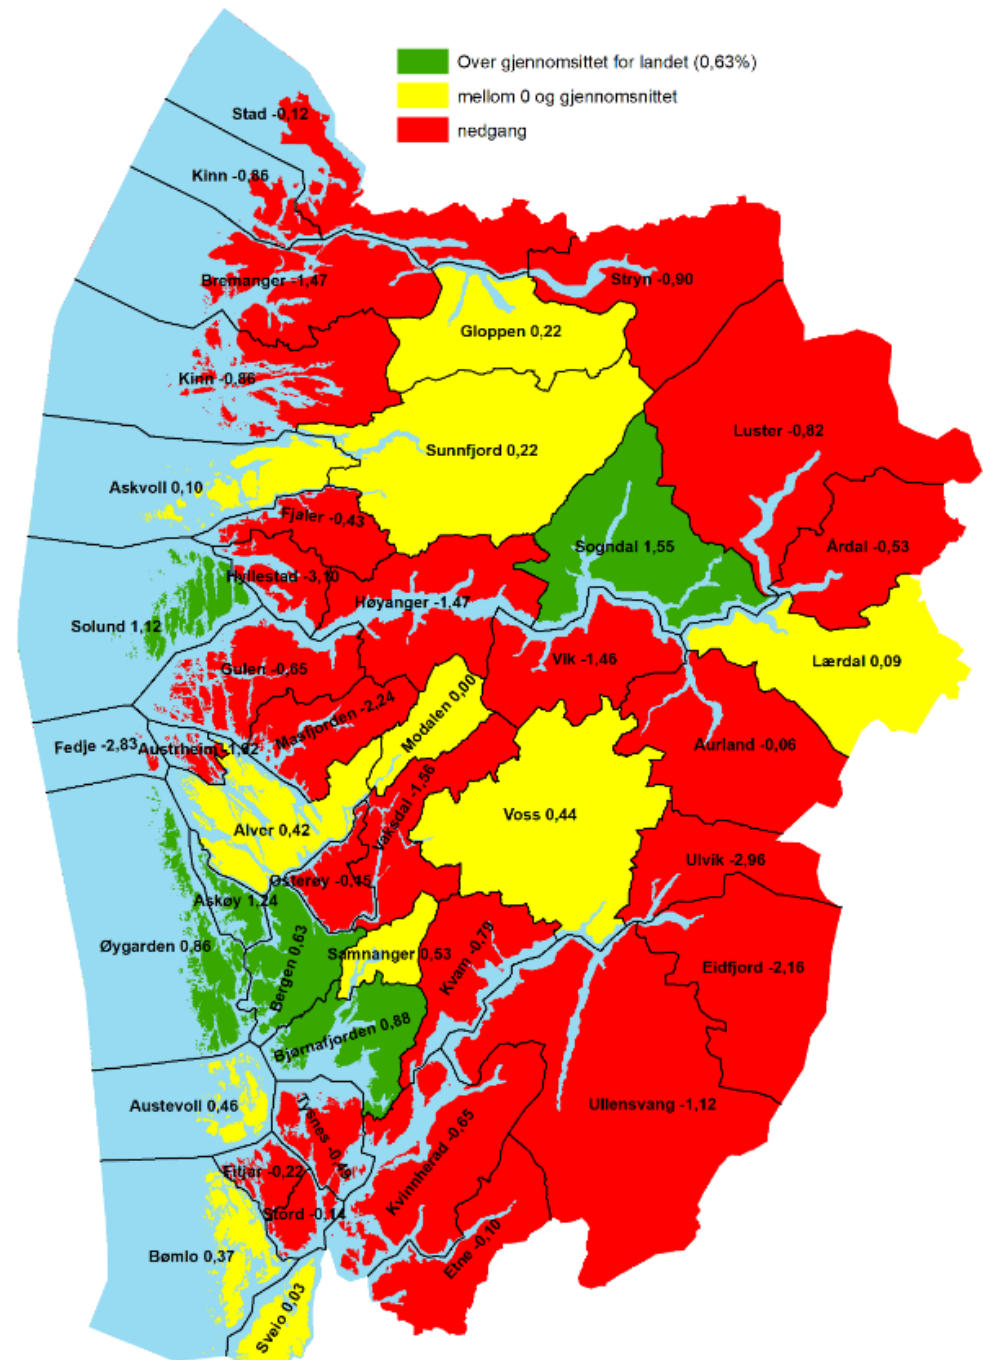 Over gjennomsittet for landet (0,63%)
mellom 0 og gjennomsnittet
nedgang
Stad -0,12
Kinn -0,86
Bremanger -1,47
Stryn -0,90
Gloppen 0,22
Kinn -0,86
Luster -0,82
Sunnfjord 0,22
Askvoll 0,10
Fjaler -0,43
Sogndal 1,55
Årdal -0,53
Hyllestad -3,10
Høyanger -1,47
Solund 1,12
Vik -1,46
Lærdal 0,09
Gulen -0,65
Masfjorden -2,24
Modalen 0,00
Fedje -2,83
Austrheim -1,92
Aurland -0,06
Vaksdal -1,56
Voss 0,44
Alver 0,42
Ulvik -2,96
Osterøy -0,45
Askøy 1,24
Øygarden 0,86
Bergen 0,63
Samnanger 0,53
Kvam -0,79
Eidfjord -2,16
Bjørnafjorden 0,88
Austevoll 0,46
Ullensvang -1,12
Tysnes -0,49
Kvinnherad -0,65
Fitjar -0,22
Stord -0,14
Bømlo 0,37
Etne -0,10
Sveio 0,03